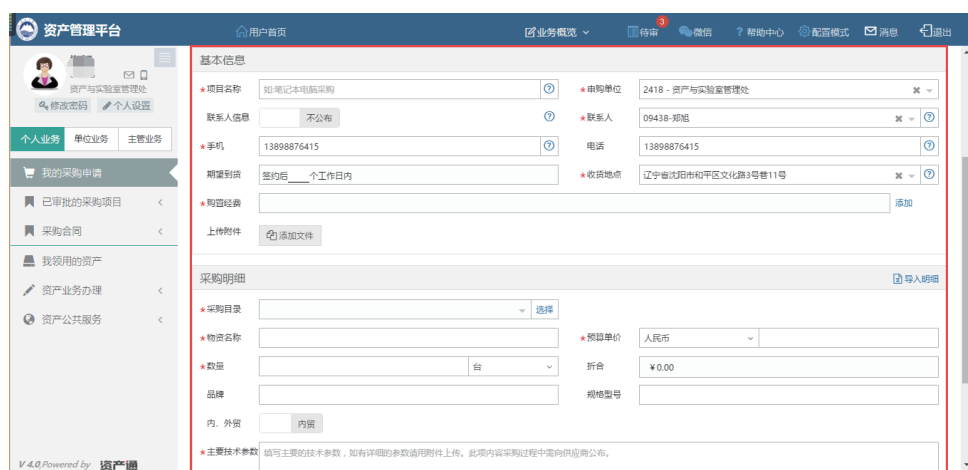 资产管理平台 用户首页 业务概览 待审 3 微信 ? 帮助中心 配置模式 消息 退出
资产与实验室管理处
修改密码 个人设置
个人业务 单位业务 主管业务
我的采购申请
已审批的采购项目
采购合同
我领用的资产
资产业务办理
资产公共服务
V 4.0,Powered by 资产通
基本信息
★项目名称 如:笔记本电脑采购 ★申购单位 2418 - 资产与实验室管理处
联系人信息 不公布 ★联系人 09438-郑旭
★手机 13898876415 电话 13898876415
期望到货 签约后____个工作日内 ★收货地点 辽宁省沈阳市和平区文化路3号巷11号
★购置经费 添加
上传附件 添加文件
采购明细 导入明细
★采购目录 选择
★物资名称 ★预算单价 人民币
★数量 台 折合 ￥0.00
品牌 规格型号
内、外贸 内贸
★主要技术参数 填写主要的技术参数，如有详细的参数请用附件上传。此项内容采购过程中需向供应商公布。